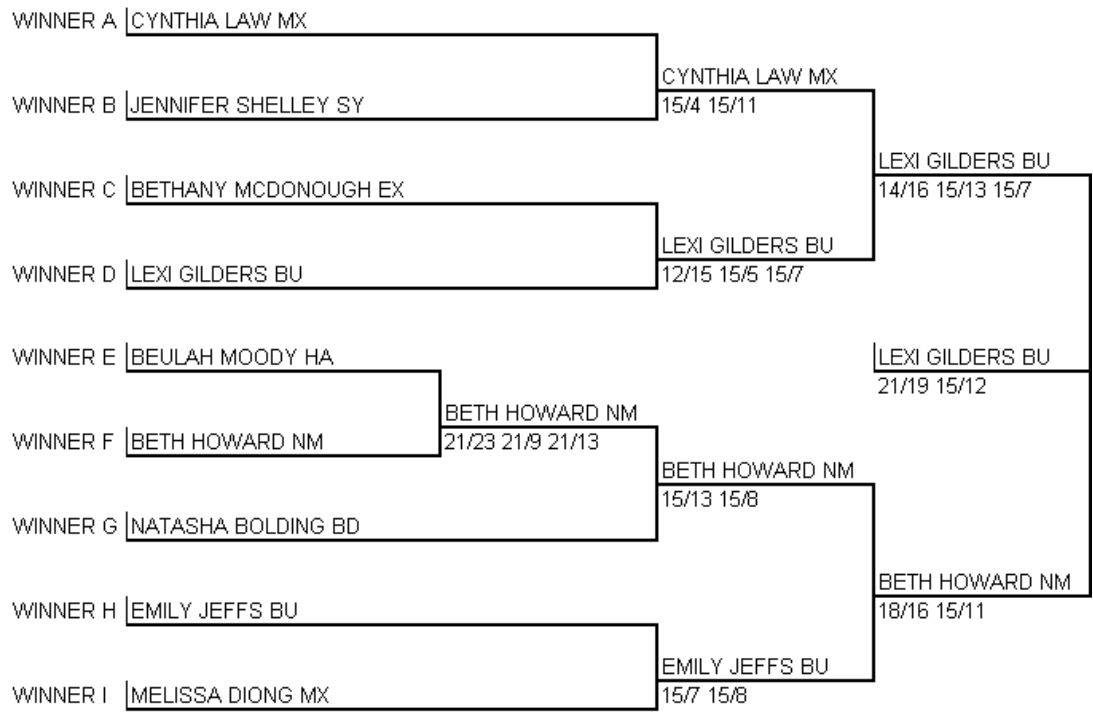 WINNER A CYNTHIA LAW MX
CYNTHIA LAW MX
WINNER B JENNIFER SHELLEY SY
15/4 15/11
LEXI GILDERS BU
WINNER C BETHANY MCDONOUGH EX
14/16 15/13 15/7
LEXI GILDERS BU
WINNER D LEXI GILDERS BU
12/15 15/5 15/7
WINNER E BEULAH MOODY HA
LEXI GILDERS BU
21/19 15/12
BETH HOWARD NM
WINNER F BETH HOWARD NM
21/23 21/9 21/13
BETH HOWARD NM
15/13 15/8
WINNER G NATASHA BOLDING BD
BETH HOWARD NM
WINNER H EMILY JEFFS BU
18/16 15/11
EMILY JEFFS BU
WINNER I MELISSA DIONG MX
15/7 15/8